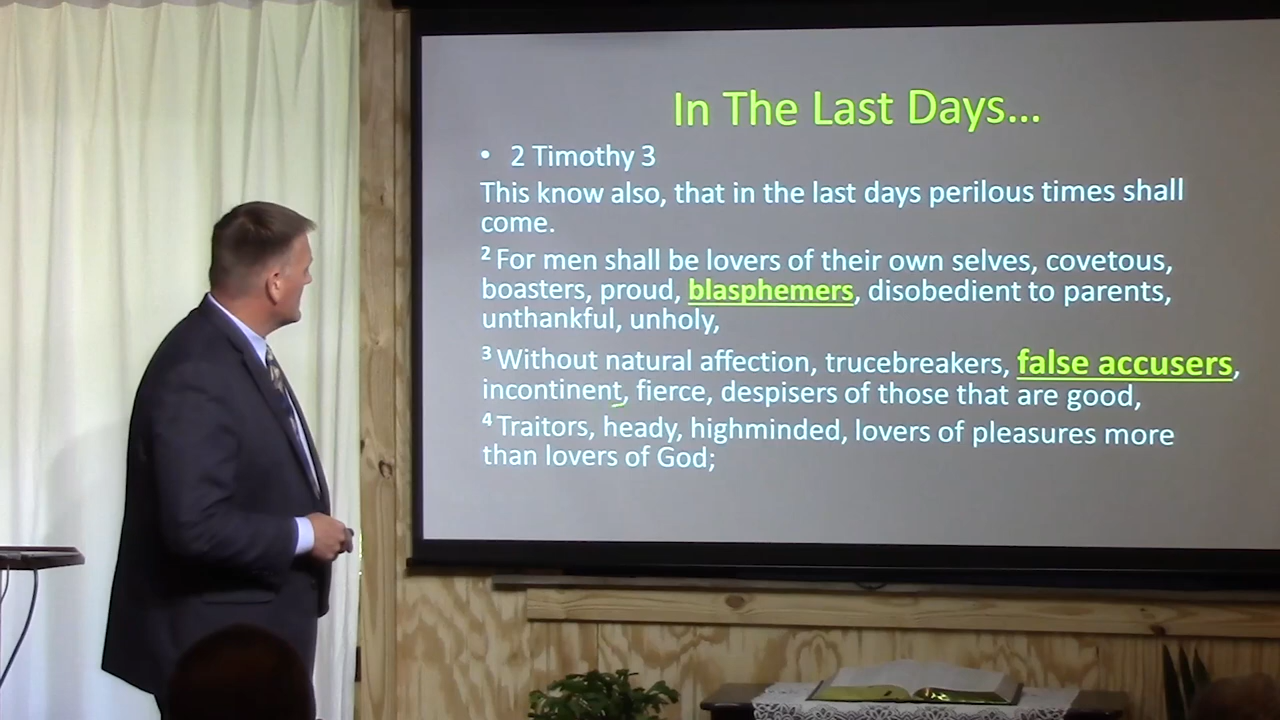 In The Last Days...
• 2 Timothy 3
This know also, that in the last days perilous times shall
come.
2 For men shall be lovers of their own selves, covetous,
boasters, proud, blasphemers, disobedient to parents,
unthankful, unholy,
3 Without natural affection, trucebreakers, false accusers,
incontinent, fierce, despisers of those that are good,
4 Traitors, heady, highminded, lovers of pleasures more
than lovers of God;